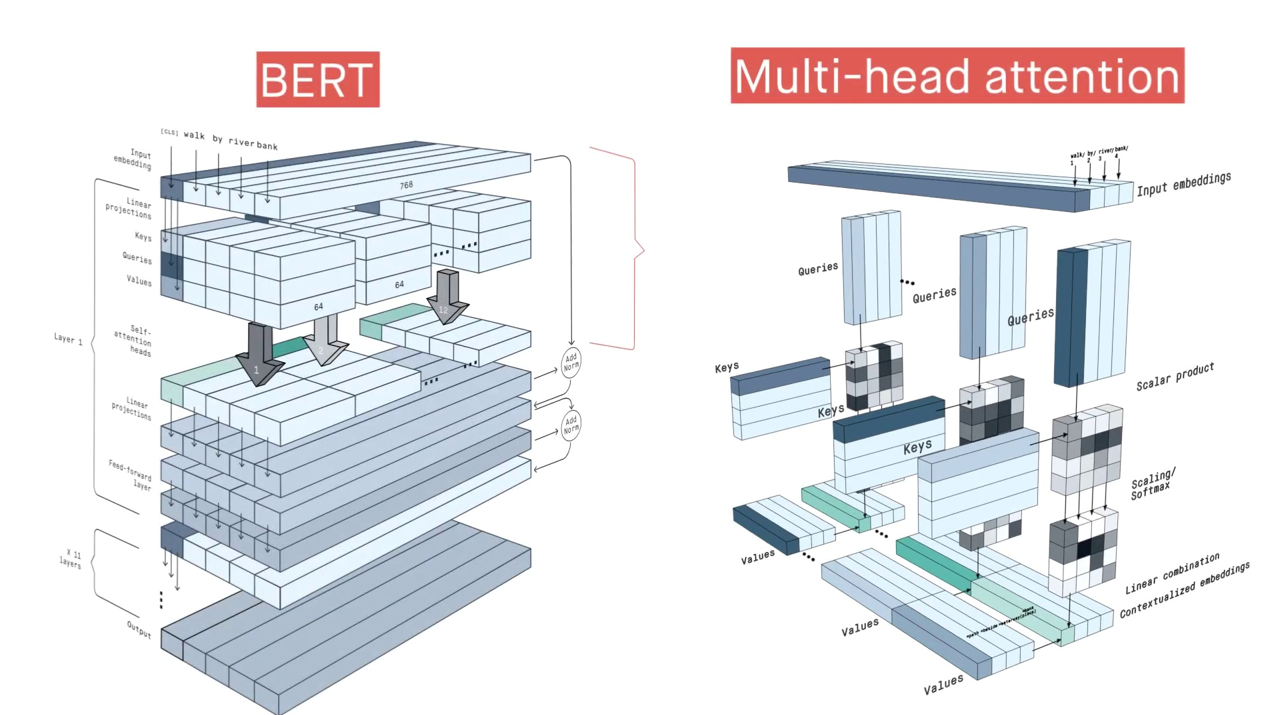 BERT
[CLS] walk by river bank
Input
embedding
768
Linear
projections
Keys
Queries
Values
64
64
Layer 1
Self-
attention
heads
1
2
12
Add
Norm
Linear
projections
Add
Norm
Feed-forward
layer
X 11
layers
Output
Multi-head attention
walk/ by/ river/ bank/
1 2 3 4
Input embeddings
Queries
Queries
Queries
Keys
Keys
Keys
Scalar product
Scaling/
Softmax
Values
Values
Values
Linear combination
Contextualized embeddings